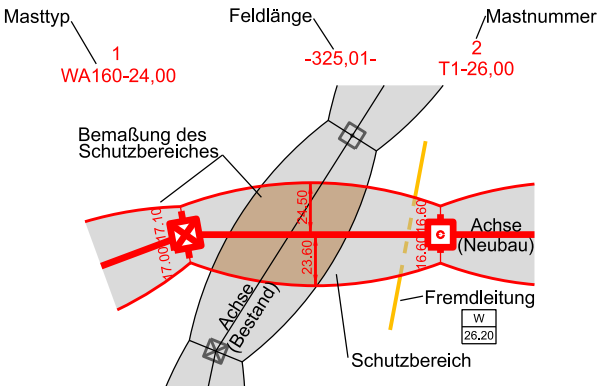 Masttyp
Feldlänge
Mastnummer
1
WA160-24,00
-325,01-
2
T1-26,00
Bemaßung des
Schutzbereiches
17.10
17.00
24.50
23.60
16.60
16.60
Achse
(Neubau)
Achse
(Bestand)
Fremdleitung
W
26.20
Schutzbereich